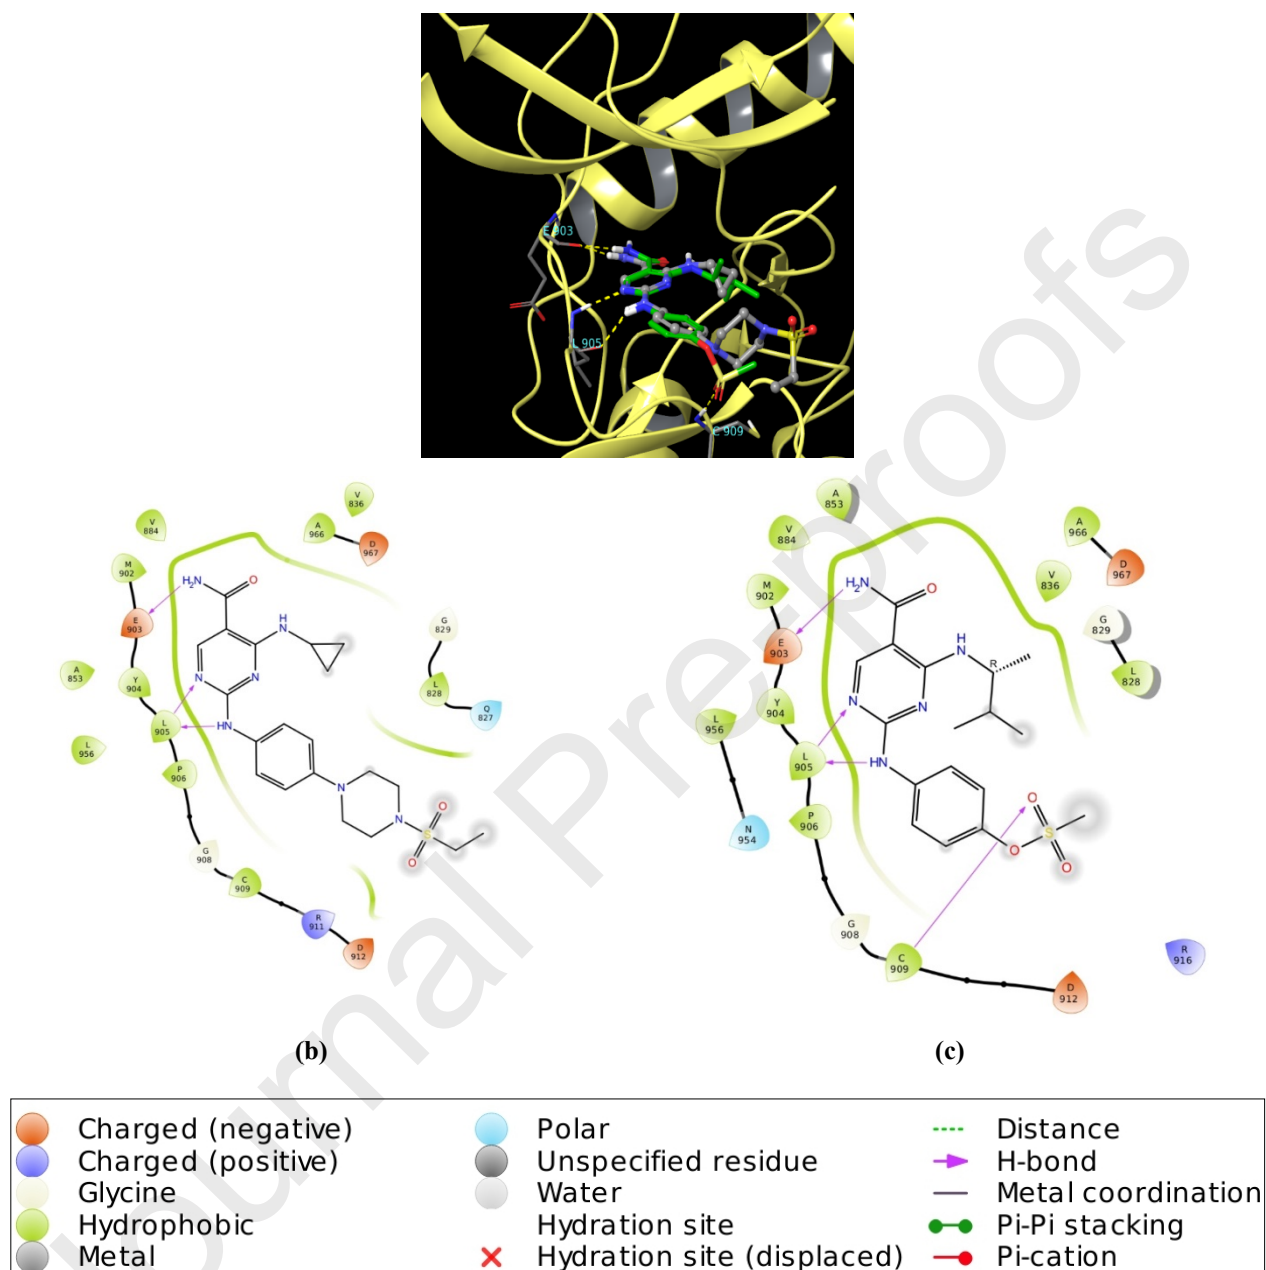 E 903
L 905
C 909
V
836
V
884
A
966
D
967
M
902
E
903
A
853
Y
904
L
905
L
956
P
906
G
908
C
909
R
911
D
912
G
829
L
828
Q
827
H2N
O
H
N
N
N
HN
N
N
O
S
O
A
853
V
884
M
902
E
903
Y
904
L
956
L
905
P
906
N
954
G
908
C
909
D
912
R
916
A
966
D
967
V
836
G
829
L
828
H2N
O
H
N
R
N
N
HN
O
S
O
O
(b)
(c)
Charged (negative)
Charged (positive)
Glycine
Hydrophobic
Metal
Polar
Unspecified residue
Water
Hydration site
Hydration site (displaced)
Distance
H-bond
Metal coordination
Pi-Pi stacking
Pi-cation
Journal Pre-proofs